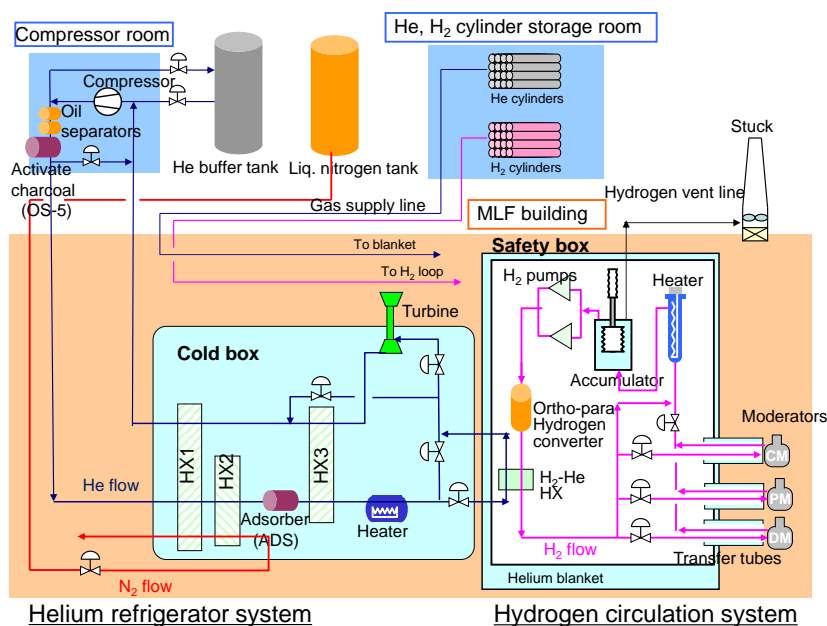 Compressor room
He, H2 cylinder storage room
Compressor
Oil
separators
Activate
charcoal
(OS-5)
He buffer tank
Liq. nitrogen tank
He cylinders
H2 cylinders
Stuck
Hydrogen vent line
Gas supply line
MLF building
To blanket
To H2 loop
Safety box
H2 pumps
Heater
Accumulator
Turbine
Cold box
Ortho-para
Hydrogen
converter
Moderators
HX1
HX2
HX3
H2-He
HX
CM
PM
DM
He flow
Adsorber
(ADS)
Heater
H2 flow
Transfer tubes
N2 flow
Helium blanket
Helium refrigerator system
Hydrogen circulation system